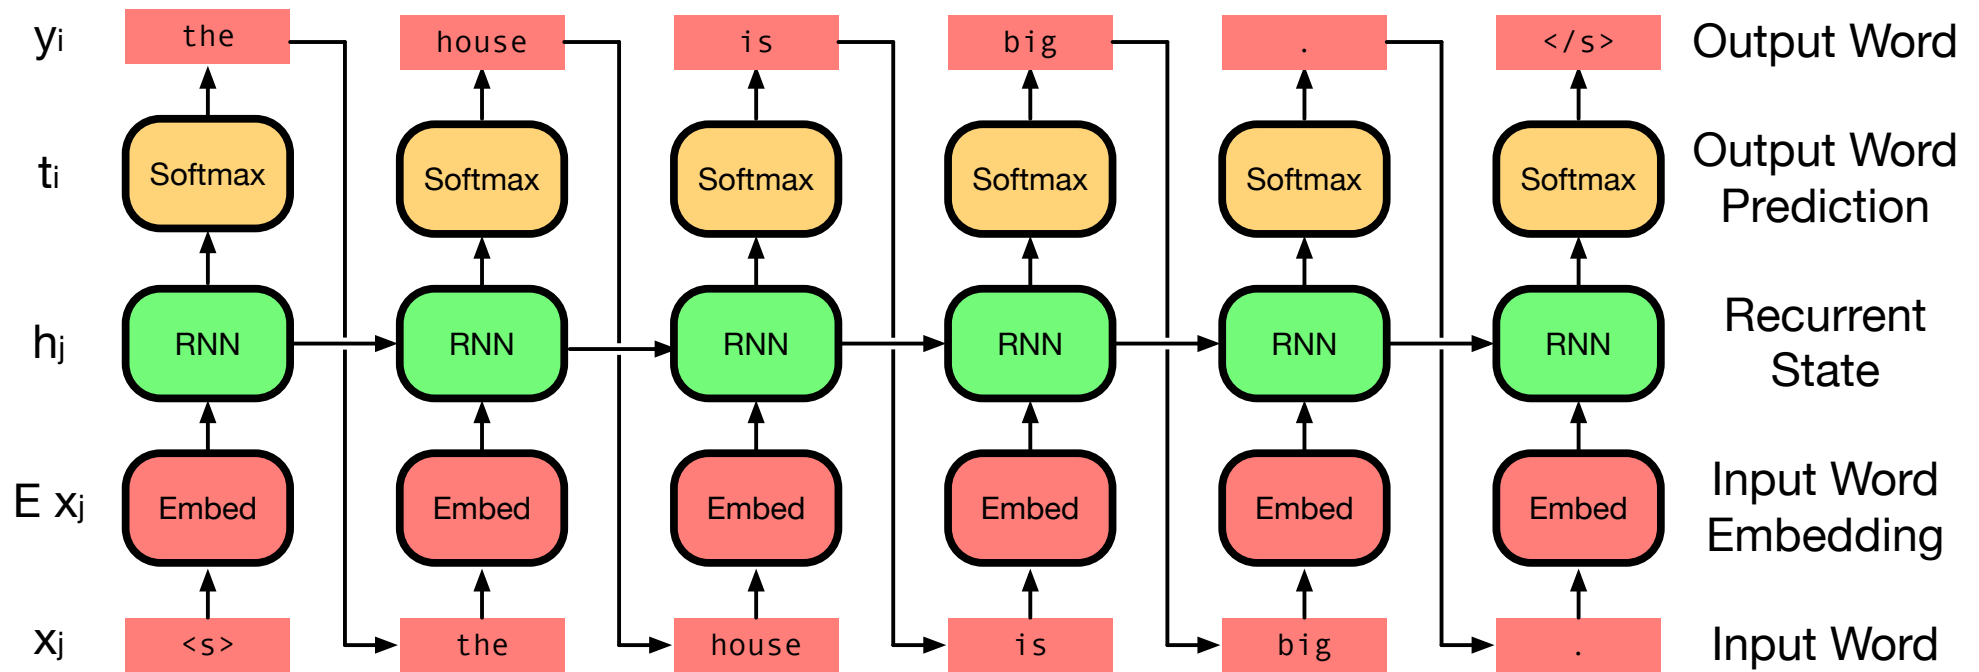 yi the house is big . </s> Output Word
ti Softmax Softmax Softmax Softmax Softmax Softmax Output Word
Prediction
hj RNN RNN RNN RNN RNN RNN Recurrent
State
E xj Embed Embed Embed Embed Embed Embed Input Word
Embedding
xj <s> the house is big . Input Word